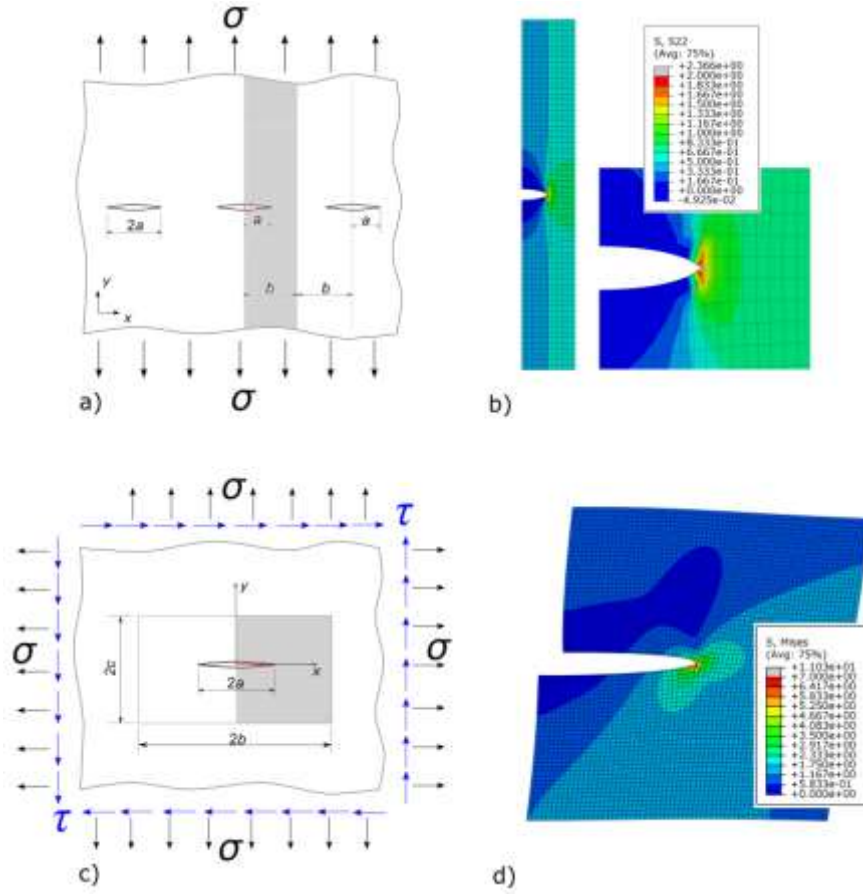 σ
2a
a
a
b
b
y
x
σ
a)
S, S22
(Avg: 75%)
+2.366e+00
+2.000e+00
+1.833e+00
+1.667e+00
+1.500e+00
+1.333e+00
+1.167e+00
+1.000e+00
+8.333e-01
+6.667e-01
+5.000e-01
+3.333e-01
+1.667e-01
+0.000e+00
-4.925e-02
b)
σ
τ
y
σ
σ
2c
x
2a
2b
τ
σ
c)
S, Mises
(Avg: 75%)
+1.103e+01
+7.000e+00
+6.417e+00
+5.833e+00
+5.250e+00
+4.667e+00
+4.083e+00
+3.500e+00
+2.917e+00
+2.333e+00
+1.750e+00
+1.167e+00
+5.833e-01
+0.000e+00
d)